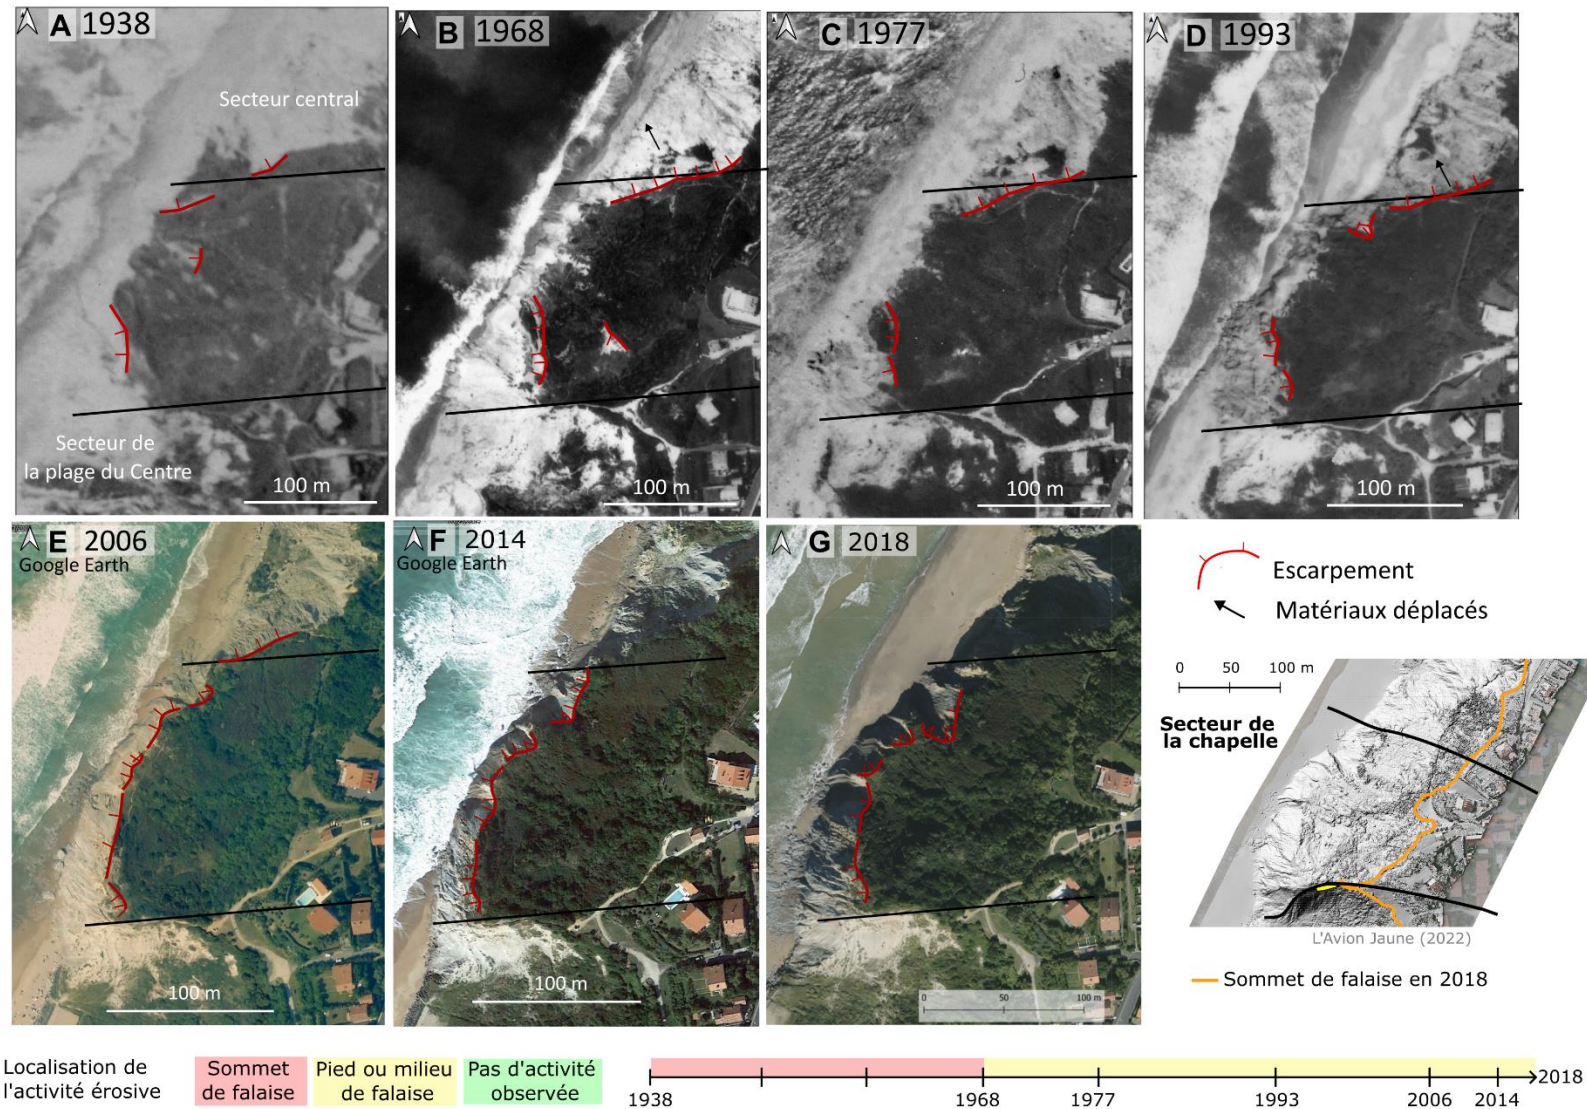 A 1938
Secteur central
Secteur de
la plage du Centre
100 m
B 1968
100 m
C 1977
100 m
D 1993
100 m
E 2006
Google Earth
100 m
F 2014
Google Earth
100 m
G 2018
0 50 100 m
Escarpement
Matériaux déplacés
0 50 100 m
Secteur de
la chapelle
L'Avion Jaune (2022)
Sommet de falaise en 2018
Localisation de
l'activité érosive
Sommet
de falaise
Pied ou milieu
de falaise
Pas d'activité
observée
1938 1968 1977 1993 2006 2014 2018